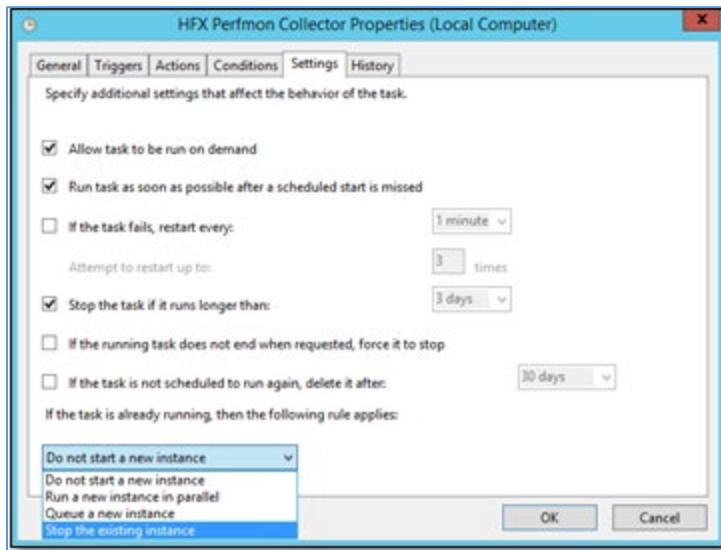 HFX Perfmon Collector Properties (Local Computer)
x
General Triggers Actions Conditions Settings History
Specify additional settings that affect the behavior of the task.
Allow task to be run on demand
Run task as soon as possible after a scheduled start is missed
If the task fails, restart every: 1 minute
Attempt to restart up to: 3 times
Stop the task if it runs longer than: 3 days
If the running task does not end when requested, force it to stop
If the task is not scheduled to run again, delete it after: 30 days
If the task is already running, then the following rule applies:
Do not start a new instance
Do not start a new instance
Run a new instance in parallel
Queue a new instance
Stop the existing instance
OK Cancel